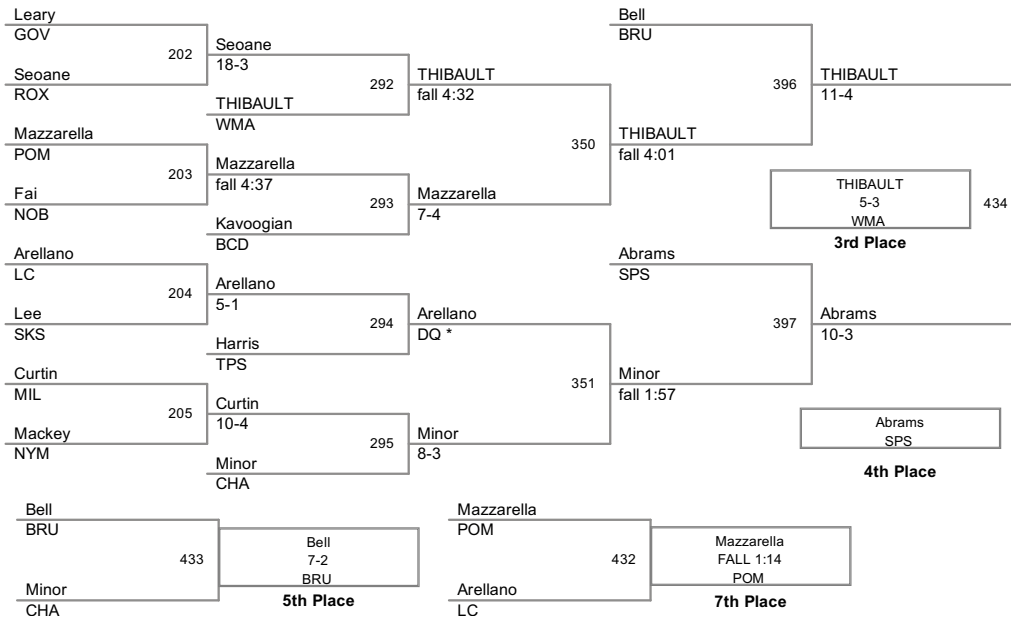 Leary
GOV
202
Seoane
18-3
Seoane
ROX
292
THIBAULT
fall 4:32
THIBAULT
WMA
Mazzarella
POM
203
Mazzarella
fall 4:37
Fai
NOB
293
Mazzarella
7-4
Kavoogian
BCD
350
THIBAULT
fall 4:01
Bell
BRU
396
THIBAULT
11-4
THIBAULT
5-3
WMA
434
3rd Place
Arellano
LC
204
Arellano
5-1
Lee
SKS
294
Arellano
DQ *
Harris
TPS
Curtin
MIL
205
Curtin
10-4
Mackey
NYM
295
Minor
8-3
Minor
CHA
351
Minor
fall 1:57
Abrams
SPS
397
Abrams
10-3
Abrams
SPS
4th Place
Bell
BRU
433
Bell
7-2
BRU
5th Place
Minor
CHA
Mazzarella
POM
432
Mazzarella
FALL 1:14
POM
7th Place
Arellano
LC